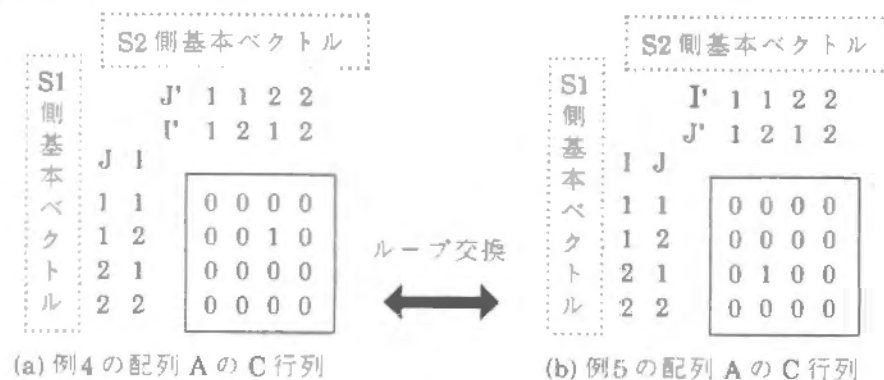 S2側基本ベクトル
S1側基本ベクトル
J' 1 1 2 2
I' 1 2 1 2
J I
1 1 0 0 0 0
1 2 0 0 1 0
2 1 0 0 0 0
2 2 0 0 0 0
(a) 例4の配列 A の C 行列
ループ交換
S2側基本ベクトル
S1側基本ベクトル
I' 1 1 2 2
J' 1 2 1 2
I J
1 1 0 0 0 0
1 2 0 0 0 0
2 1 0 1 0 0
2 2 0 0 0 0
(b) 例5の配列 A の C 行列